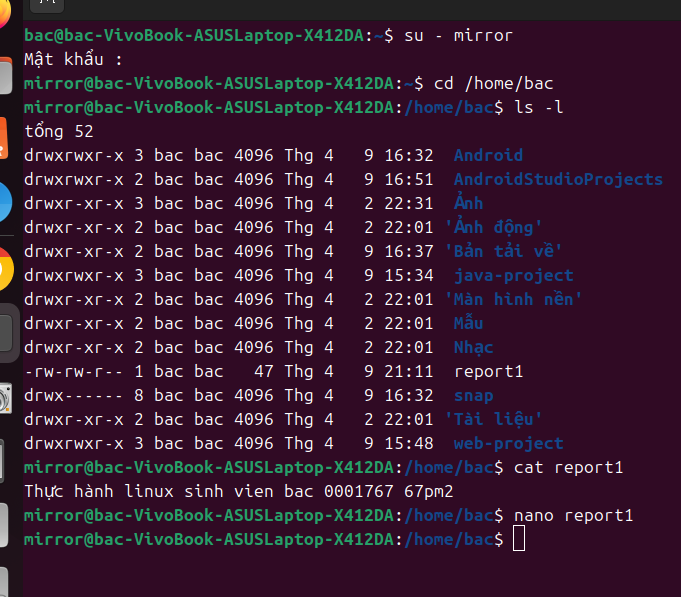 bac@bac-VivoBook-ASUSLaptop-X412DA:~$ su - mirror
Mật khẩu :
mirror@bac-VivoBook-ASUSLaptop-X412DA:~$ cd /home/bac
mirror@bac-VivoBook-ASUSLaptop-X412DA:/home/bac$ ls -l
tổng 52
drwxrwxr-x 3 bac bac 4096 Thg 4   9 16:32  Android
drwxrwxr-x 2 bac bac 4096 Thg 4   9 16:51  AndroidStudioProjects
drwxr-xr-x 3 bac bac 4096 Thg 4   2 22:31  Ảnh
drwxr-xr-x 2 bac bac 4096 Thg 4   2 22:01 'Ảnh động'
drwxr-xr-x 2 bac bac 4096 Thg 4   9 16:37 'Bản tải về'
drwxrwxr-x 3 bac bac 4096 Thg 4   9 15:34  java-project
drwxr-xr-x 2 bac bac 4096 Thg 4   2 22:01 'Màn hình nền'
drwxr-xr-x 2 bac bac 4096 Thg 4   2 22:01  Mẫu
drwxr-xr-x 2 bac bac 4096 Thg 4   2 22:01  Nhạc
-rw-rw-r-- 1 bac bac   47 Thg 4   9 21:11  report1
drwx------ 8 bac bac 4096 Thg 4   9 16:32  snap
drwxr-xr-x 2 bac bac 4096 Thg 4   2 22:01 'Tài liệu'
drwxrwxr-x 3 bac bac 4096 Thg 4   9 15:48  web-project
mirror@bac-VivoBook-ASUSLaptop-X412DA:/home/bac$ cat report1
Thực hành linux sinh vien bac 0001767 67pm2
mirror@bac-VivoBook-ASUSLaptop-X412DA:/home/bac$ nano report1
mirror@bac-VivoBook-ASUSLaptop-X412DA:/home/bac$